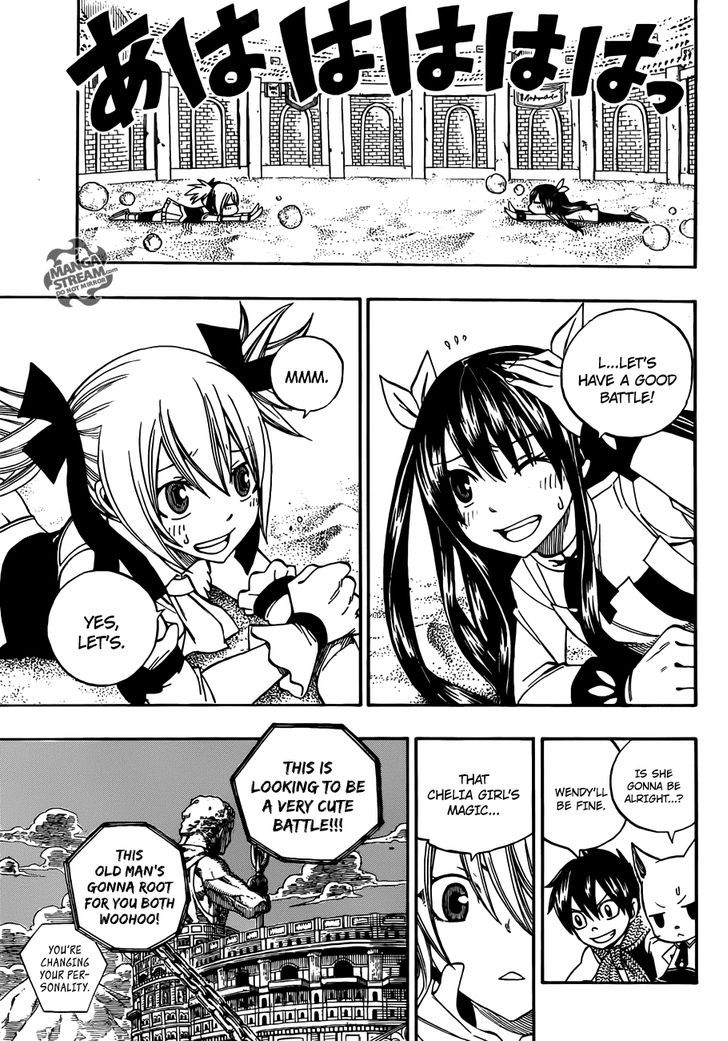 あははははっ
MANGA
STREAM.com
DO NOT MIRROR!
L...LET'S
HAVE A GOOD
BATTLE!
MMM.
YES,
LET'S.
IS SHE
GONNA BE
ALRIGHT...?
WENDY'LL
BE FINE.
THAT
CHELIA GIRL'S
MAGIC...
THIS IS
LOOKING TO BE
A VERY CUTE
BATTLE!!!
THIS
OLD MAN'S
GONNA ROOT
FOR YOU BOTH
WOOHOO!
YOU'RE
CHANGING
YOUR PER-
SONALITY.